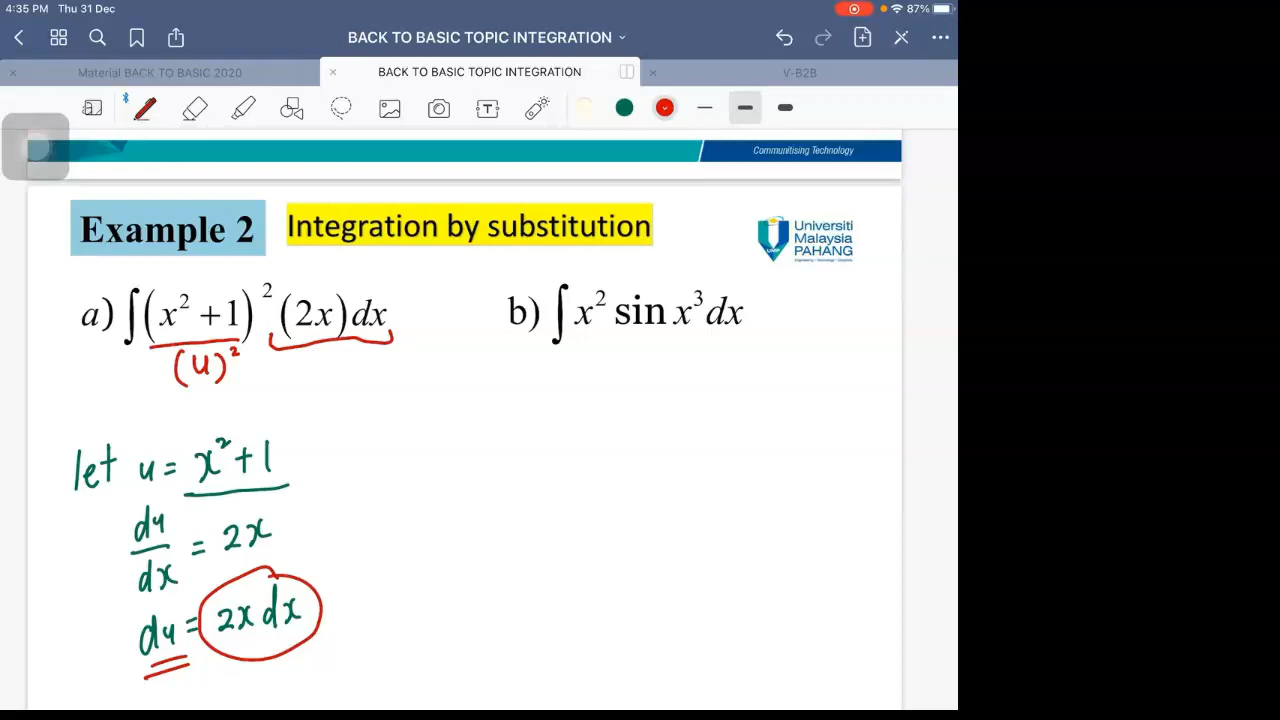 4:35 PM Thu 31 Dec 87%
BACK TO BASIC TOPIC INTEGRATION
Material BACK TO BASIC 2020
BACK TO BASIC TOPIC INTEGRATION
V-B2B
Communitising Technology
Example 2
Integration by substitution
Universiti
Malaysia
PAHANG
a) ∫(x² + 1)² (2x) dx
b) ∫ x² sin x³ dx
(u)²
let u = x² + 1
du/dx = 2x
du = 2x dx